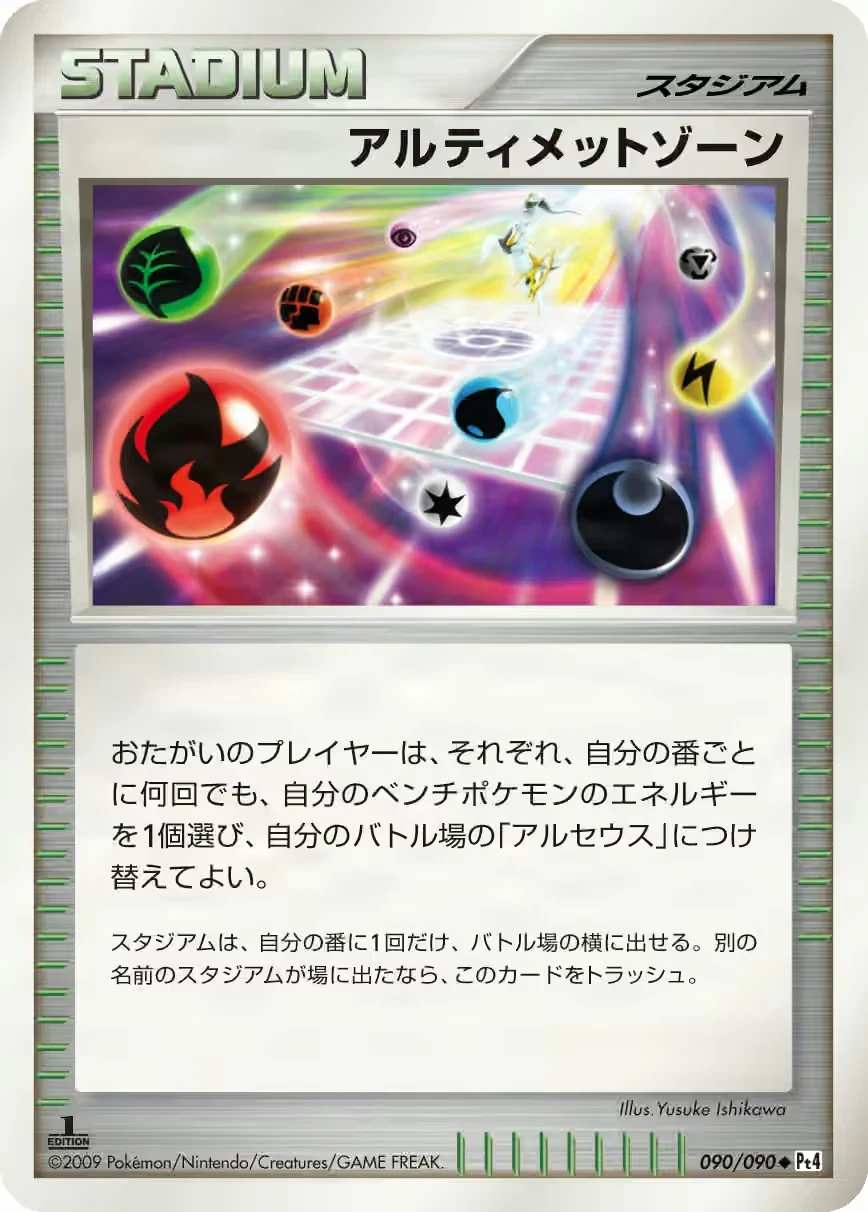 STADIUM
スタジアム
アルティメットゾーン
おたがいのプレイヤーは、それぞれ、自分の番ごと
に何回でも、自分のベンチポケモンのエネルギー
を1個選び、自分のバトル場の「アルセウス」につけ
替えてよい。
スタジアムは、自分の番に1回だけ、バトル場の横に出せる。別の
名前のスタジアムが場に出たなら、このカードをトラッシュ。
Illus. Yusuke Ishikawa
1
EDITION
©2009 Pokémon/Nintendo/Creatures/GAME FREAK.
090/090◆ Pt4